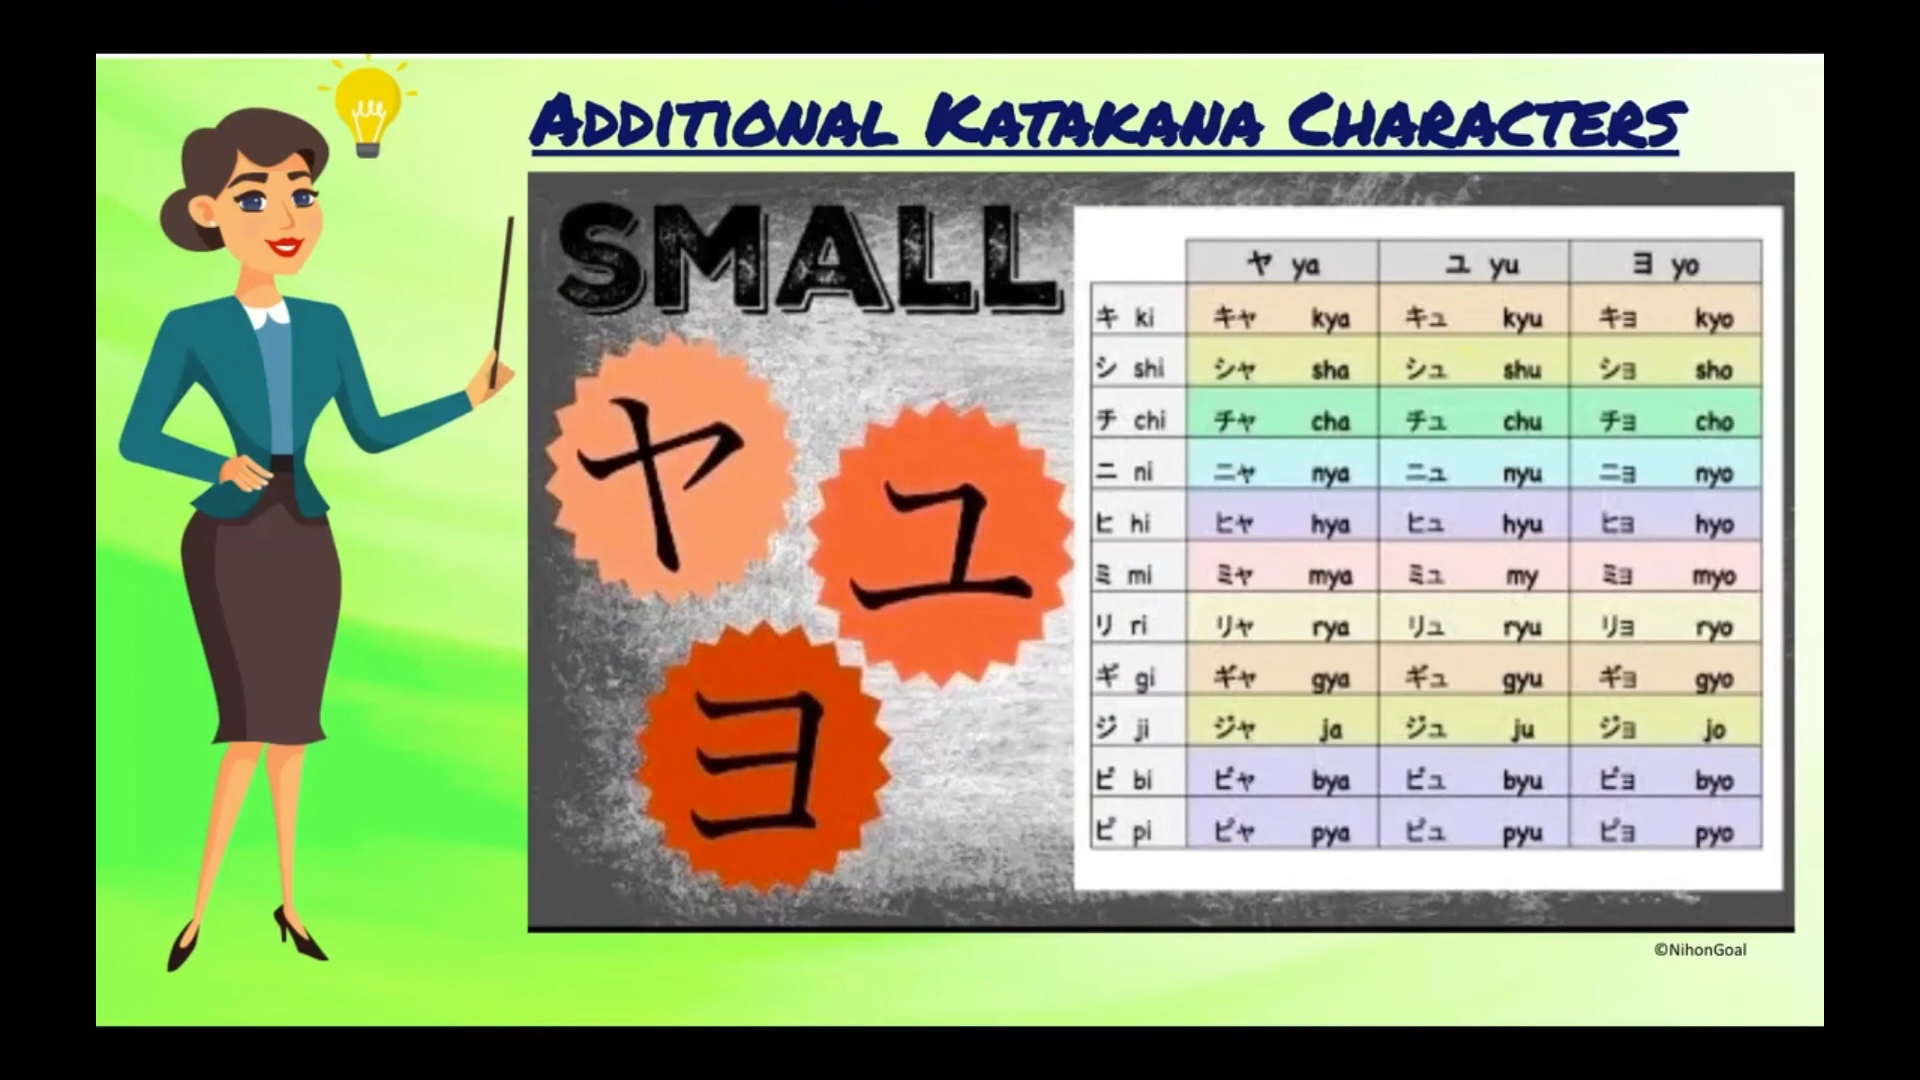 Additional Katakana Characters
SMALL
ヤ
ユ
ヨ
ヤ ya ユ yu ヨ yo
キ ki キャ kya キュ kyu キョ kyo
シ shi シャ sha シュ shu ショ sho
チ chi チャ cha チュ chu チョ cho
ニ ni ニャ nya ニュ nyu ニョ nyo
ヒ hi ヒャ hya ヒュ hyu ヒョ hyo
ミ mi ミャ mya ミュ my ミョ myo
リ ri リャ rya リュ ryu リョ ryo
ギ gi ギャ gya ギュ gyu ギョ gyo
ジ ji ジャ ja ジュ ju ジョ jo
ビ bi ビャ bya ビュ byu ビョ byo
ピ pi ピャ pya ピュ pyu ピョ pyo
©NihonGoal